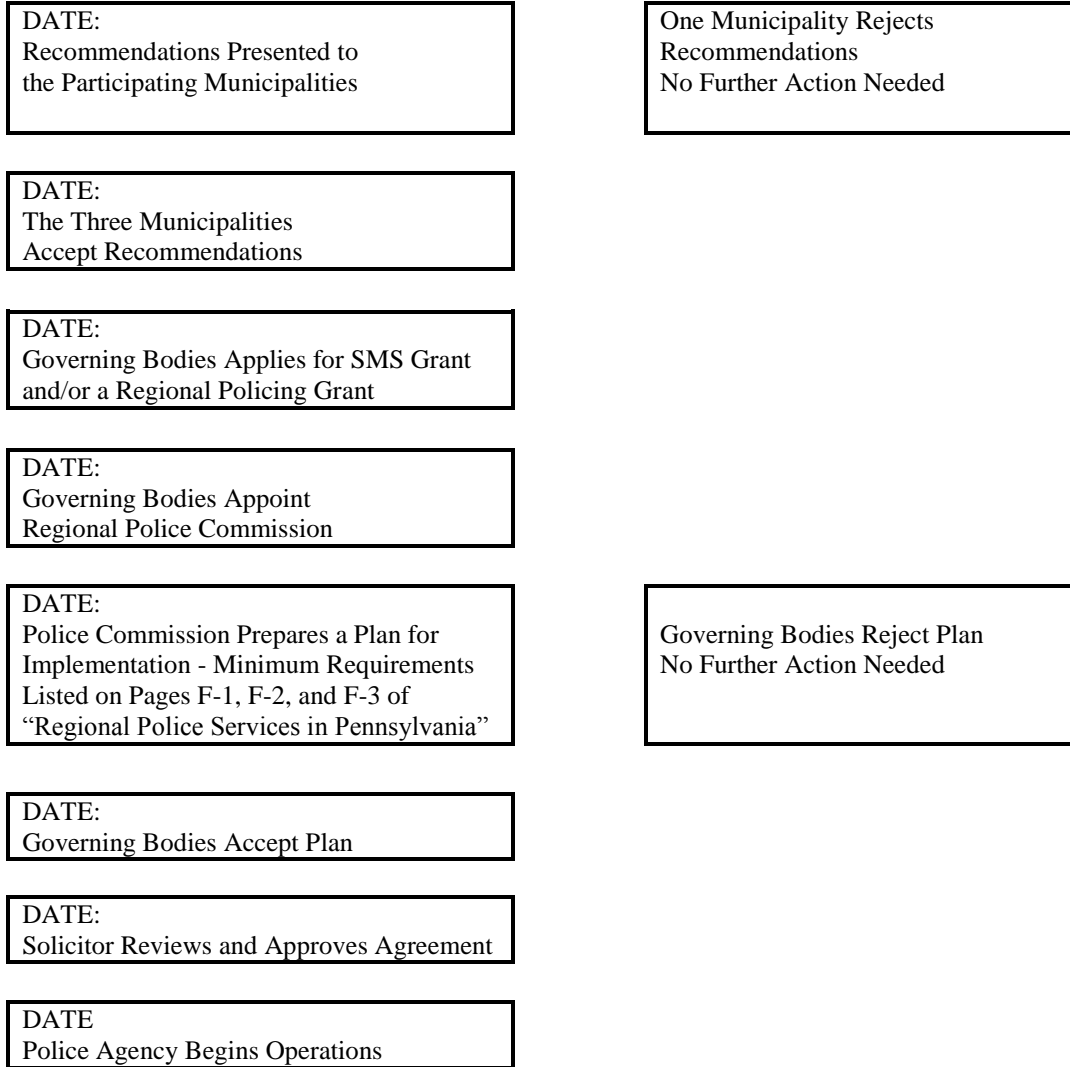 DATE:
Recommendations Presented to
the Participating Municipalities
One Municipality Rejects
Recommendations
No Further Action Needed
DATE:
The Three Municipalities
Accept Recommendations
DATE:
Governing Bodies Applies for SMS Grant
and/or a Regional Policing Grant
DATE:
Governing Bodies Appoint
Regional Police Commission
DATE:
Police Commission Prepares a Plan for
Implementation - Minimum Requirements
Listed on Pages F-1, F-2, and F-3 of
“Regional Police Services in Pennsylvania”
Governing Bodies Reject Plan
No Further Action Needed
DATE:
Governing Bodies Accept Plan
DATE:
Solicitor Reviews and Approves Agreement
DATE
Police Agency Begins Operations